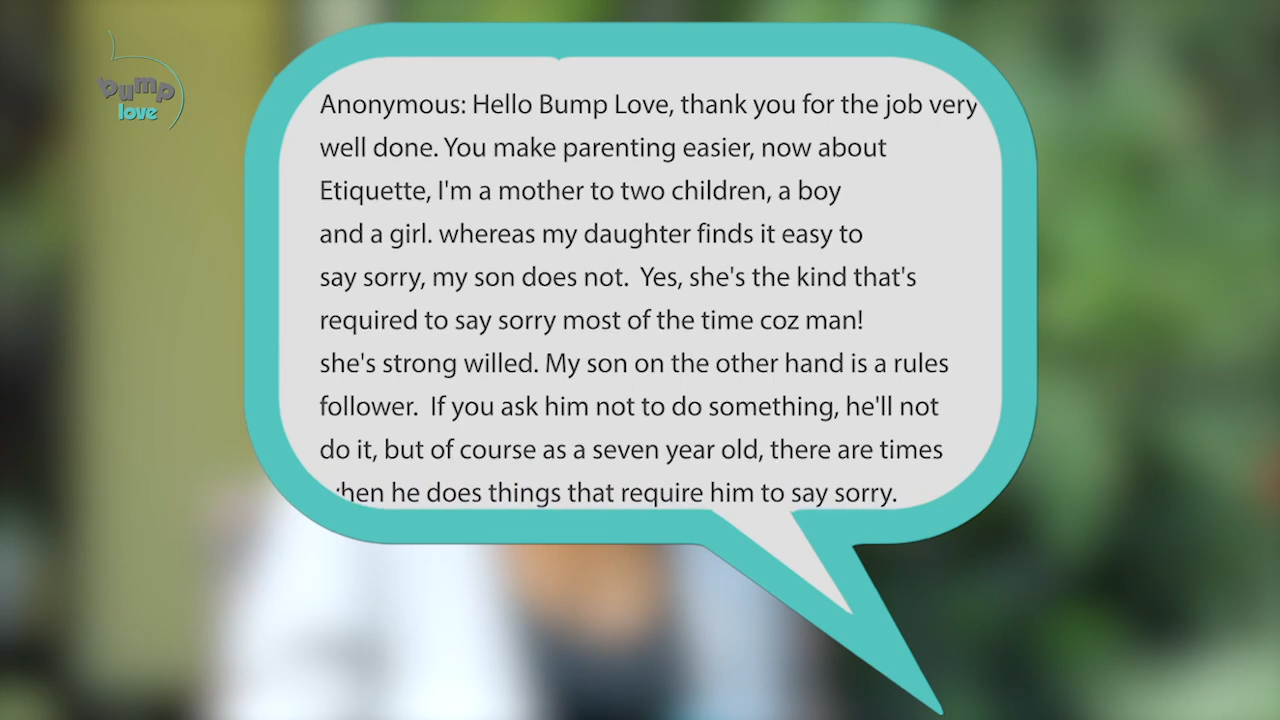 bump
love
Anonymous: Hello Bump Love, thank you for the job very
well done. You make parenting easier, now about
Etiquette, I'm a mother to two children, a boy
and a girl. whereas my daughter finds it easy to
say sorry, my son does not.  Yes, she's the kind that's
required to say sorry most of the time coz man!
she's strong willed. My son on the other hand is a rules
follower.  If you ask him not to do something, he'll not
do it, but of course as a seven year old, there are times
when he does things that require him to say sorry.